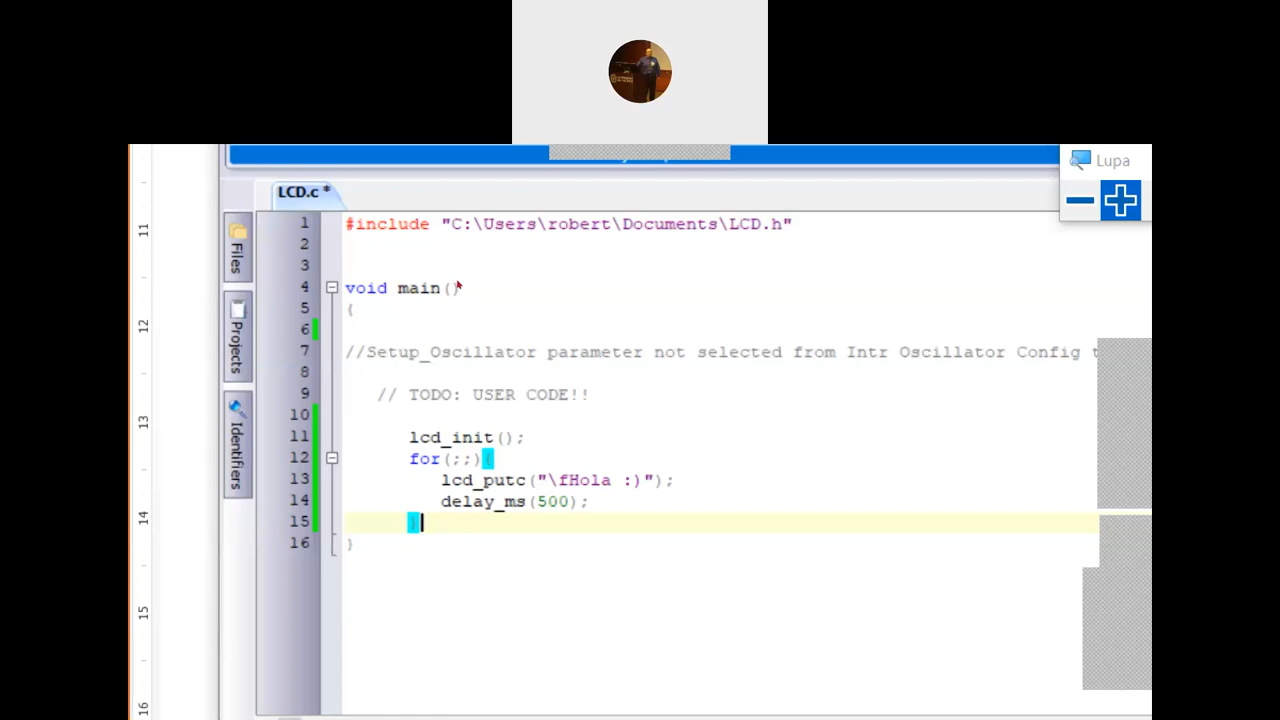 Lupa
LCD.c *
Files
Projects
Identifiers
11
12
13
14
15
16
1 #include "C:\Users\robert\Documents\LCD.h"
2
3
4 void main()
5 {
6
7 //Setup_Oscillator parameter not selected from Intr Oscillator Config
8
9 // TODO: USER CODE!!
10
11 lcd_init();
12 for(;;){
13 lcd_putc("\fHola :)");
14 delay_ms(500);
15 }
16 }